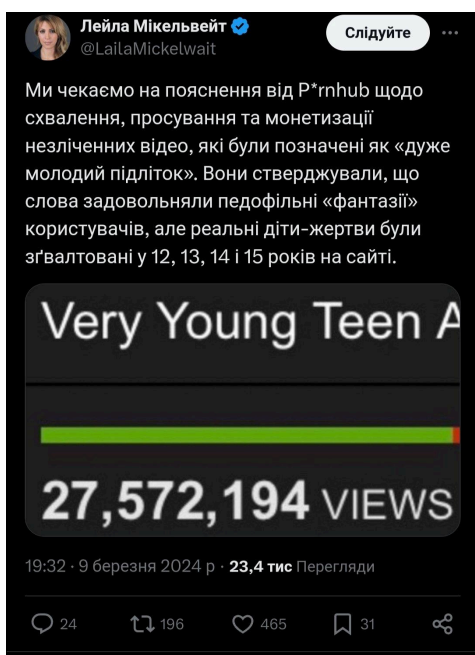 Лейла Мікельвейт
Слідуйте
@LailaMickelwait
Ми чекаємо на пояснення від P*rnhub щодо
схвалення, просування та монетизації
незліченних відео, які були позначені як «дуже
молодий підліток». Вони стверджували, що
слова задовольняли педофільні «фантазії»
користувачів, але реальні діти-жертви були
зґвалтовані у 12, 13, 14 і 15 років на сайті.
Very Young Teen A
27,572,194 VIEWS
19:32 · 9 березня 2024 р · 23,4 тис Перегляди
24 196 465 31